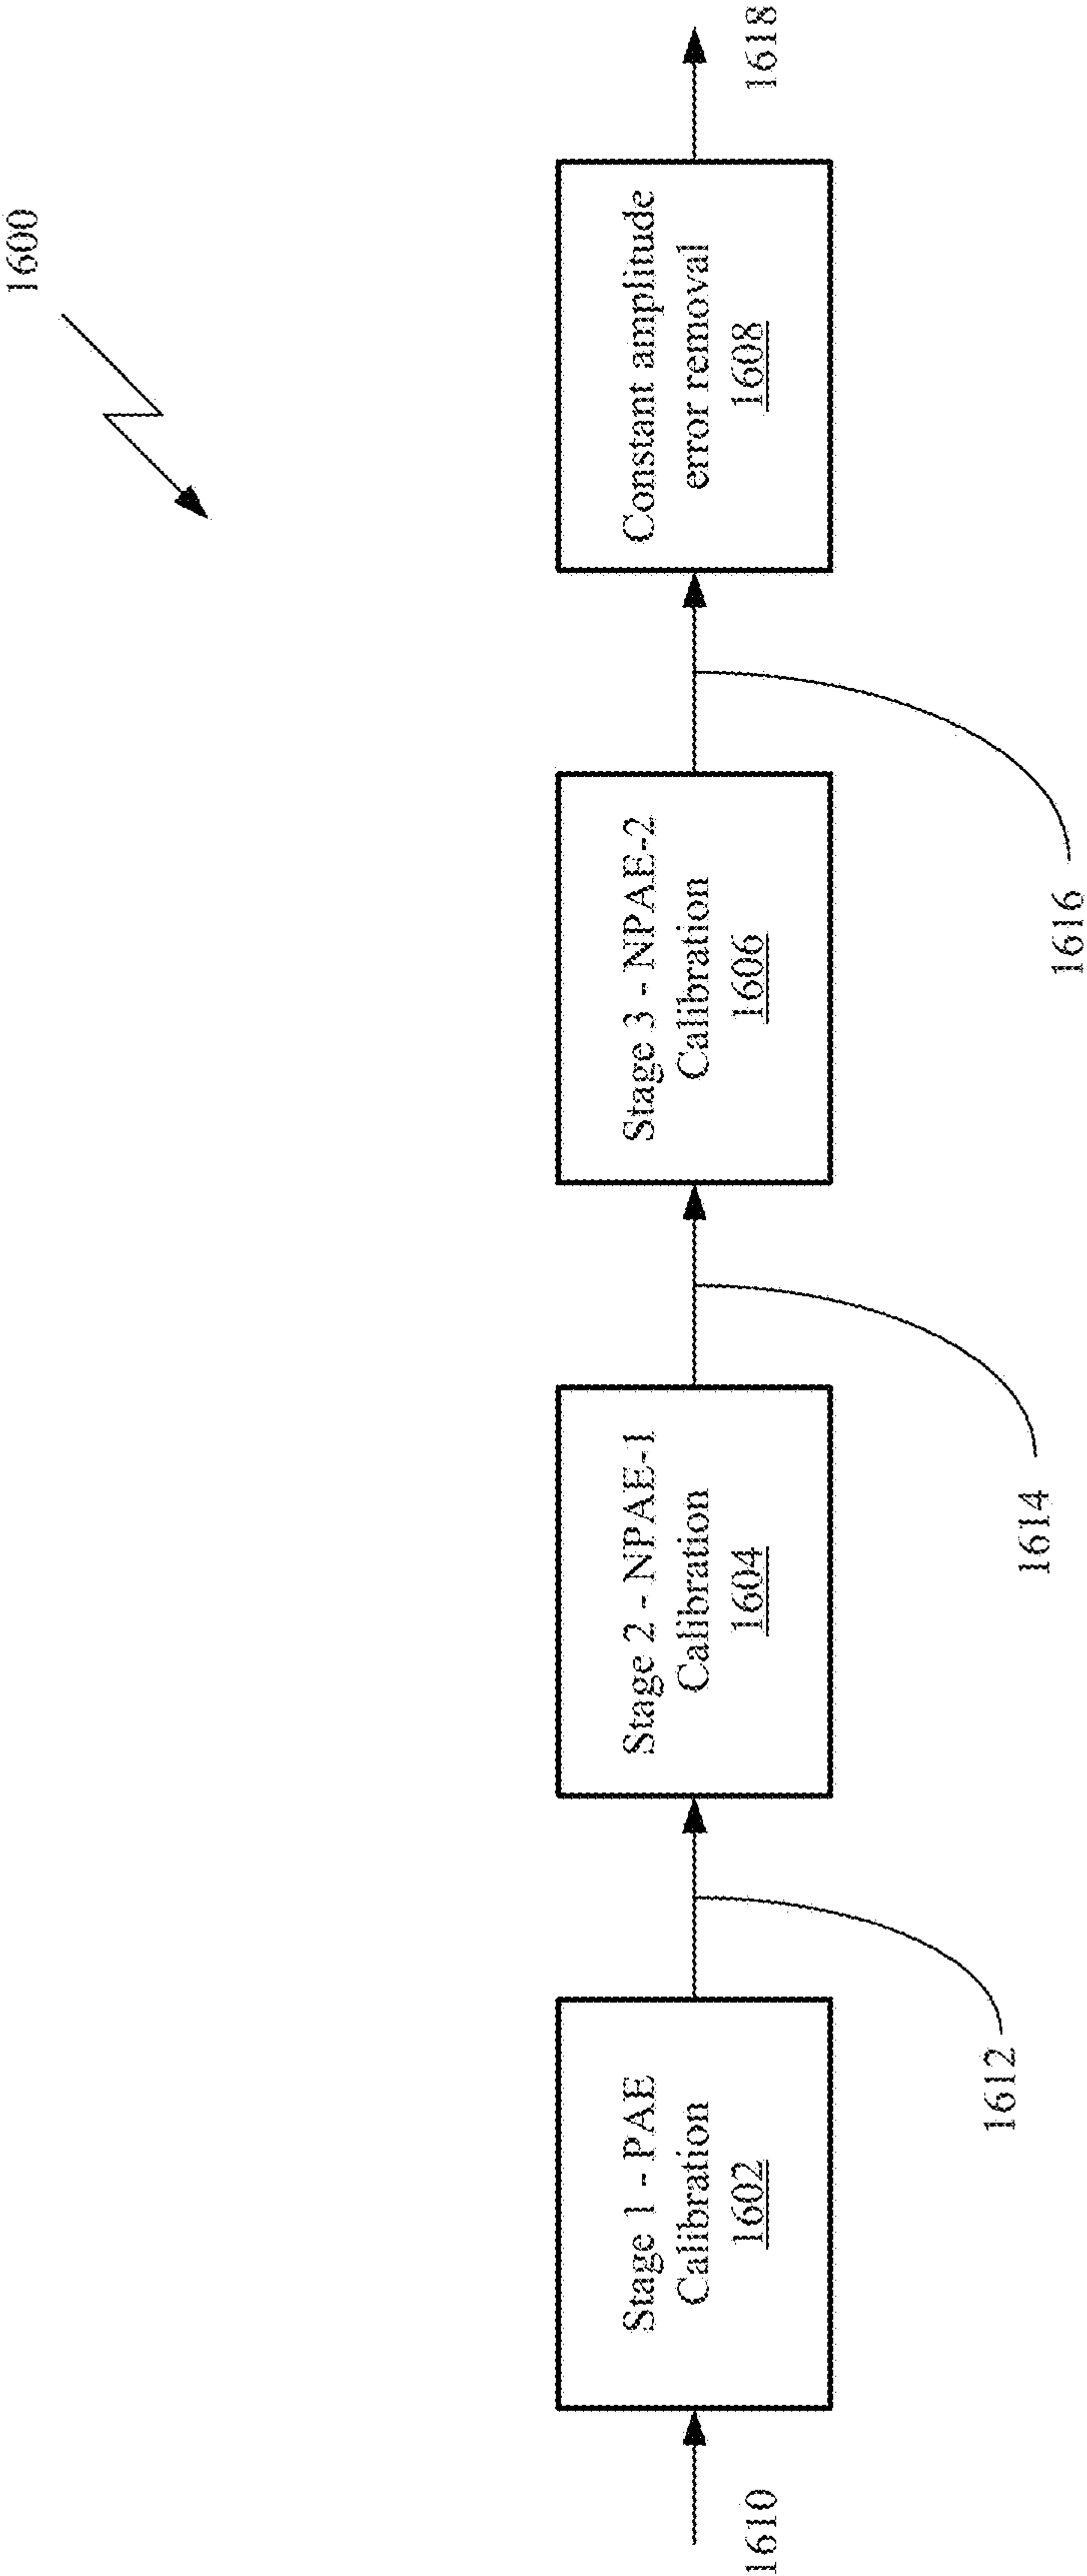 1600
1610
Stage 1 - PAE
Calibration
1602
1612
Stage 2 - NPAE-1
Calibration
1604
1614
Stage 3 - NPAE-2
Calibration
1606
1616
Constant amplitude
error removal
1608
1618